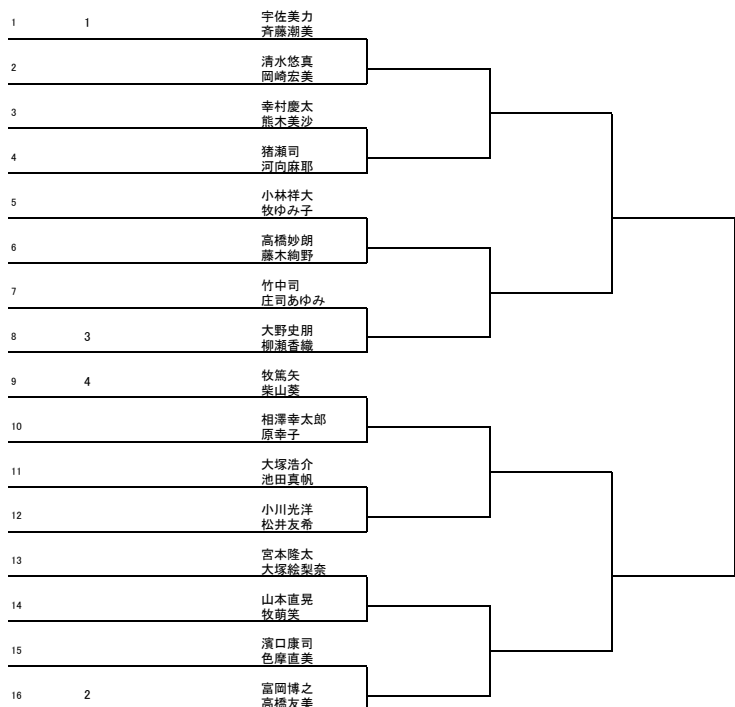 1 1 宇佐美力
斉藤潮美
2 清水悠真
岡崎宏美
3 幸村慶太
熊木美沙
4 猪瀬司
河向麻耶
5 小林祥大
牧ゆみ子
6 高橋妙朗
藤木絢野
7 竹中司
庄司あゆみ
8 3 大野史朋
柳瀬香織
9 4 牧篤矢
柴山葵
10 相澤幸太郎
原幸子
11 大塚浩介
池田真帆
12 小川光洋
松井友希
13 宮本隆太
大塚絵梨奈
14 山本直晃
牧萌笑
15 濱口康司
色摩直美
16 2 富岡博之
高橋友美